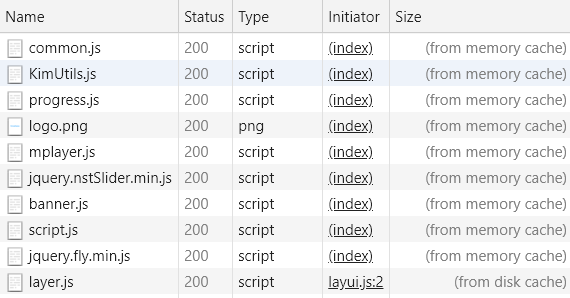 Name Status Type Initiator Size
common.js 200 script (index) (from memory cache)
KimUtils.js 200 script (index) (from memory cache)
progress.js 200 script (index) (from memory cache)
logo.png 200 png (index) (from memory cache)
mplayer.js 200 script (index) (from memory cache)
jquery.nstSlider.min.js 200 script (index) (from memory cache)
banner.js 200 script (index) (from memory cache)
script.js 200 script (index) (from memory cache)
jquery.fly.min.js 200 script (index) (from memory cache)
layer.js 200 script layui.js:2 (from disk cache)